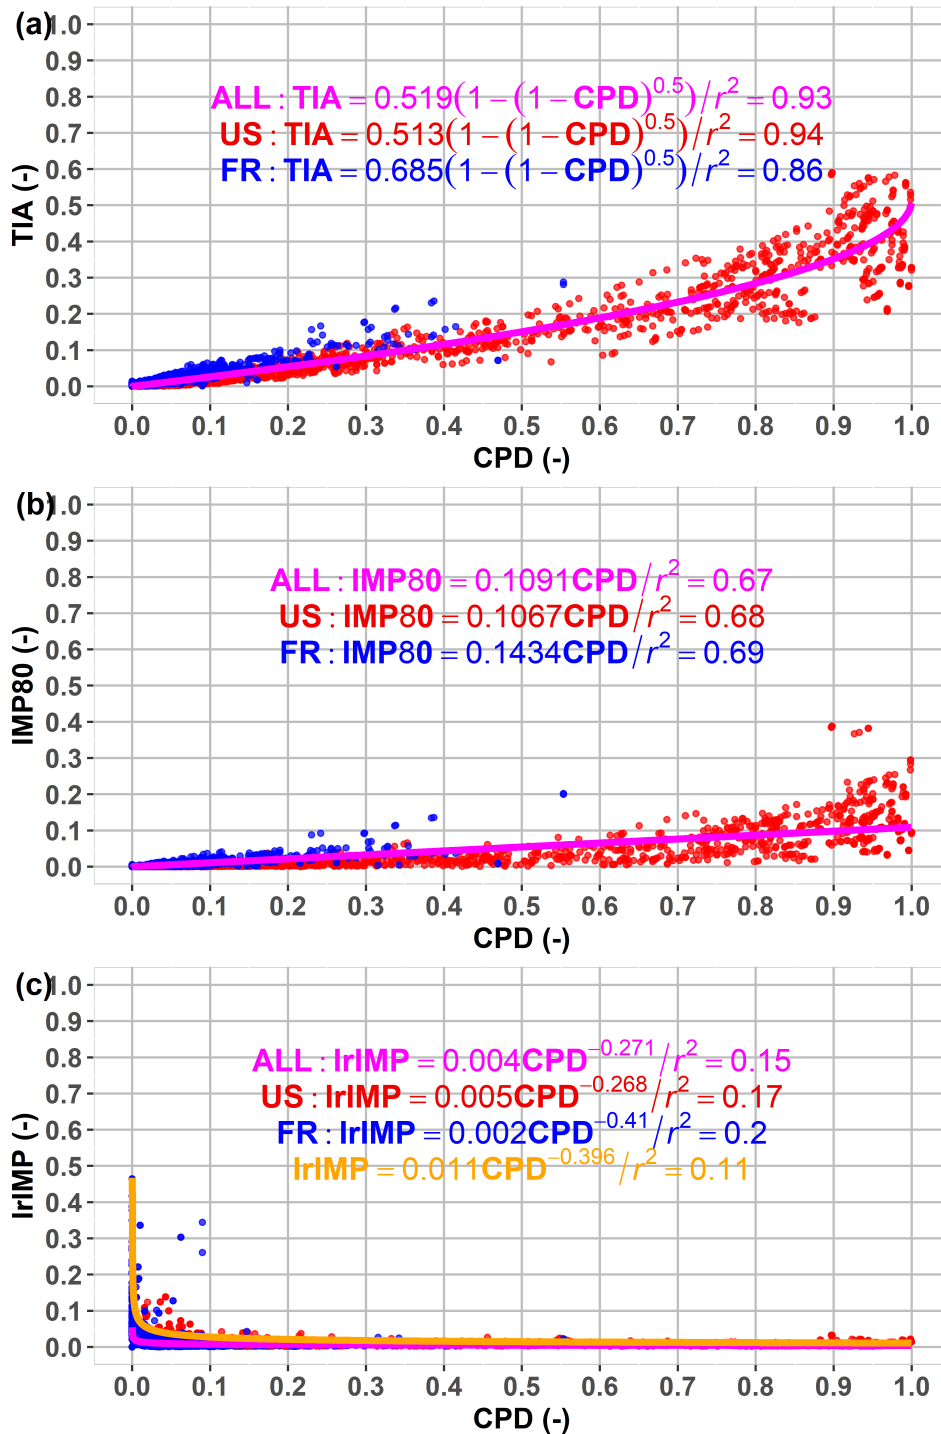 (a)
1.0
0.9
0.8
0.7
0.6
0.5
0.4
0.3
0.2
0.1
0.0
TIA (-)
ALL : TIA = 0.519(1 − (1 − CPD)^0.5)/r² = 0.93
US : TIA = 0.513(1 − (1 − CPD)^0.5)/r² = 0.94
FR : TIA = 0.685(1 − (1 − CPD)^0.5)/r² = 0.86
0.0 0.1 0.2 0.3 0.4 0.5 0.6 0.7 0.8 0.9 1.0
CPD (-)
(b)
1.0
0.9
0.8
0.7
0.6
0.5
0.4
0.3
0.2
0.1
0.0
IMP80 (-)
ALL : IMP80 = 0.1091CPD/r² = 0.67
US : IMP80 = 0.1067CPD/r² = 0.68
FR : IMP80 = 0.1434CPD/r² = 0.69
0.0 0.1 0.2 0.3 0.4 0.5 0.6 0.7 0.8 0.9 1.0
CPD (-)
(c)
1.0
0.9
0.8
0.7
0.6
0.5
0.4
0.3
0.2
0.1
0.0
IrIMP (-)
ALL : IrIMP = 0.004CPD^−0.271/r² = 0.15
US : IrIMP = 0.005CPD^−0.268/r² = 0.17
FR : IrIMP = 0.002CPD^−0.41/r² = 0.2
IrIMP = 0.011CPD^−0.396/r² = 0.11
0.0 0.1 0.2 0.3 0.4 0.5 0.6 0.7 0.8 0.9 1.0
CPD (-)